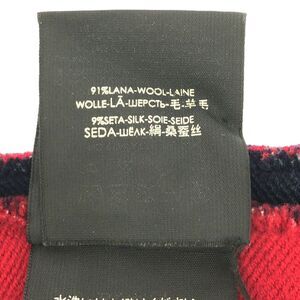 91%LANA-WOOL-LAINE
WOLLE-LÃ-ШЕРСТЬ-毛-羊毛
9%SETA-SILK-SOIE-SEIDE
SEDA-ШЕЛК-絹-桑蚕丝